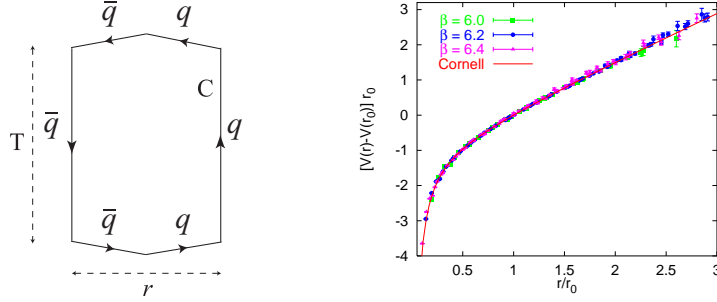 q̅ q
C
T
q̅ q
q̅ q
r
β = 6.0
β = 6.2
β = 6.4
Cornell
[V(r)-V(r₀)] r₀
3
2
1
0
-1
-2
-3
-4
0.5 1 1.5 2 2.5 3
r/r₀